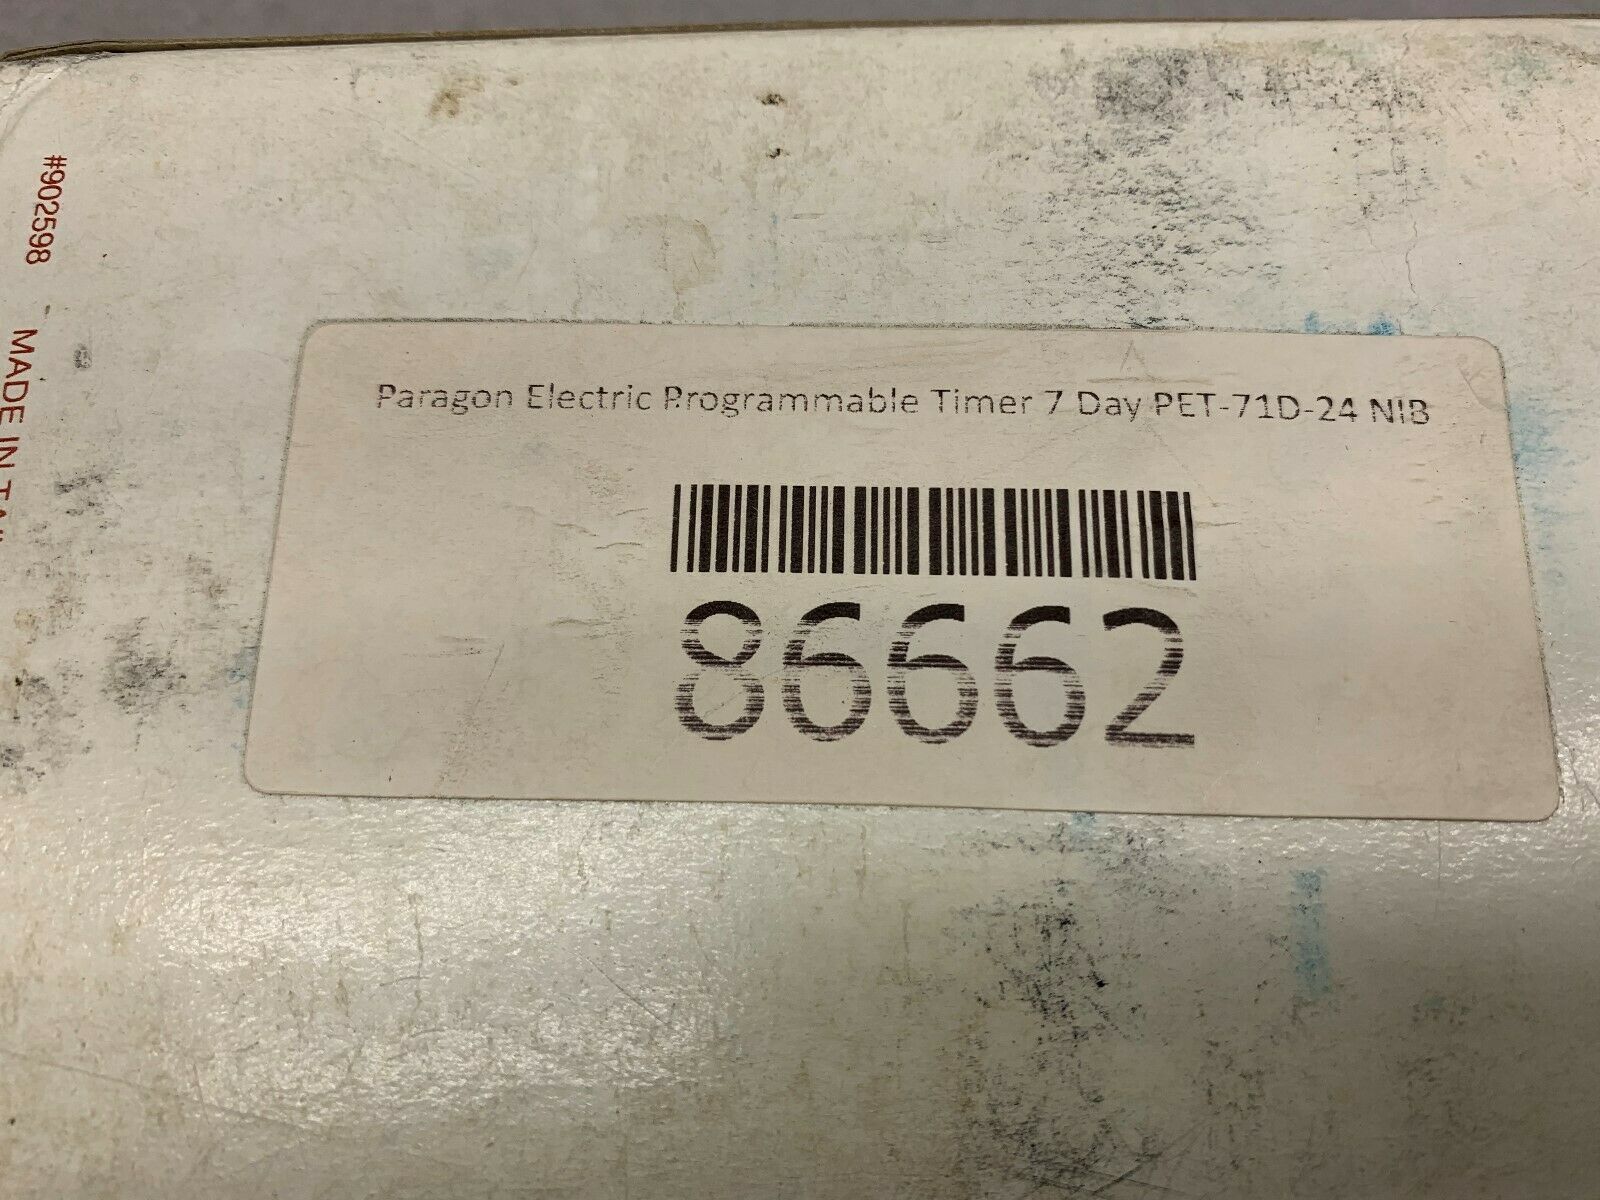 #902598 MADE IN
Paragon Electric Programmable Timer 7 Day PET-71D-24 NIB
86662